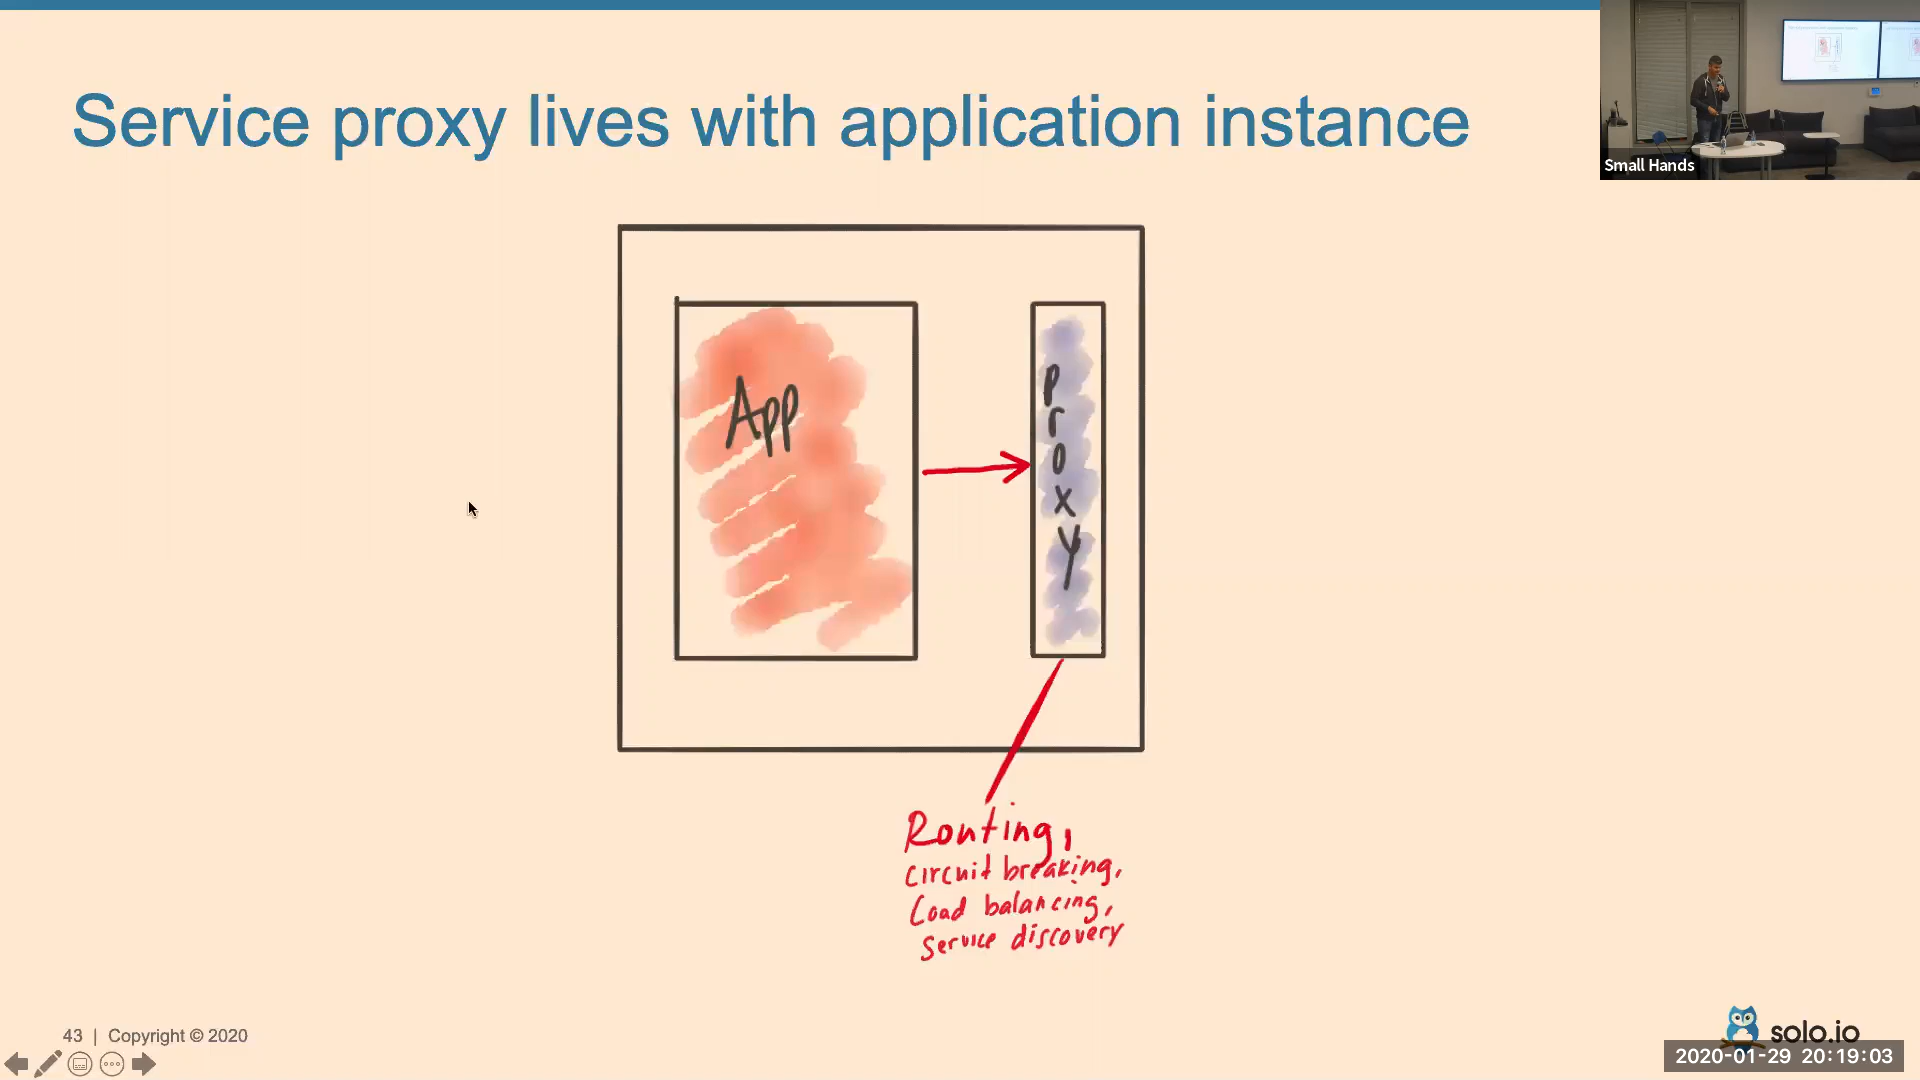 Service proxy lives with application instance
Small Hands
App
Proxy
Routing,
circuit breaking,
Load balancing,
service discovery
43 | Copyright © 2020
solo.io
2020-01-29 20:19:03